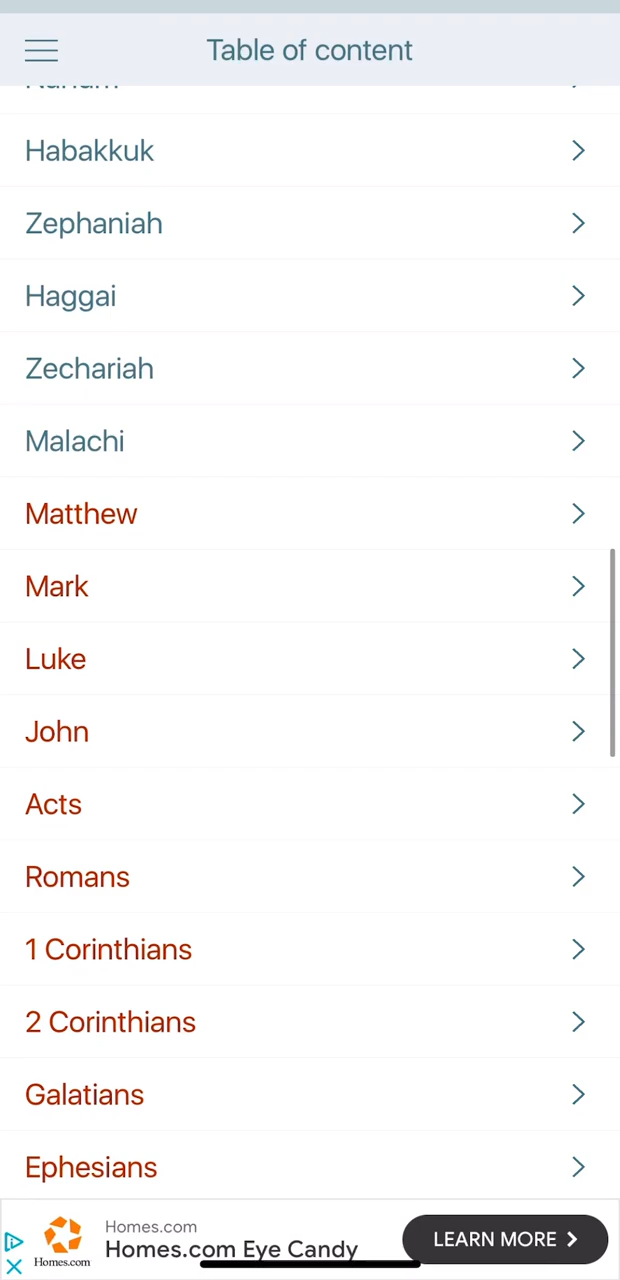 Table of content
Habakkuk
Zephaniah
Haggai
Zechariah
Malachi
Matthew
Mark
Luke
John
Acts
Romans
1 Corinthians
2 Corinthians
Galatians
Ephesians
Homes.com
Homes.com Eye Candy
Homes.com
LEARN MORE